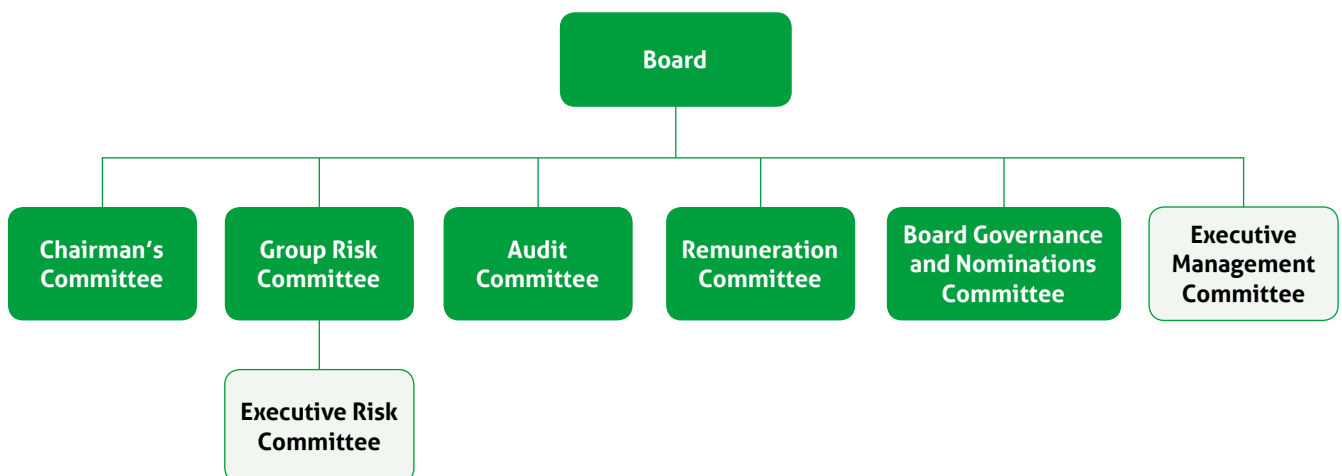 Board
Chairman's
Committee
Group Risk
Committee
Audit
Committee
Remuneration
Committee
Board Governance
and Nominations
Committee
Executive
Management
Committee
Executive Risk
Committee